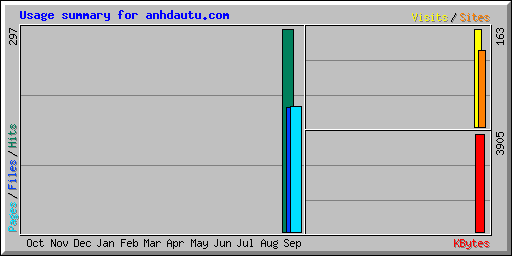 Usage summary for anhdautu.com
Visits / Sites
297
163
3905
Pages / Files / Hits
Oct Nov Dec Jan Feb Mar Apr May Jun Jul Aug Sep
KBytes